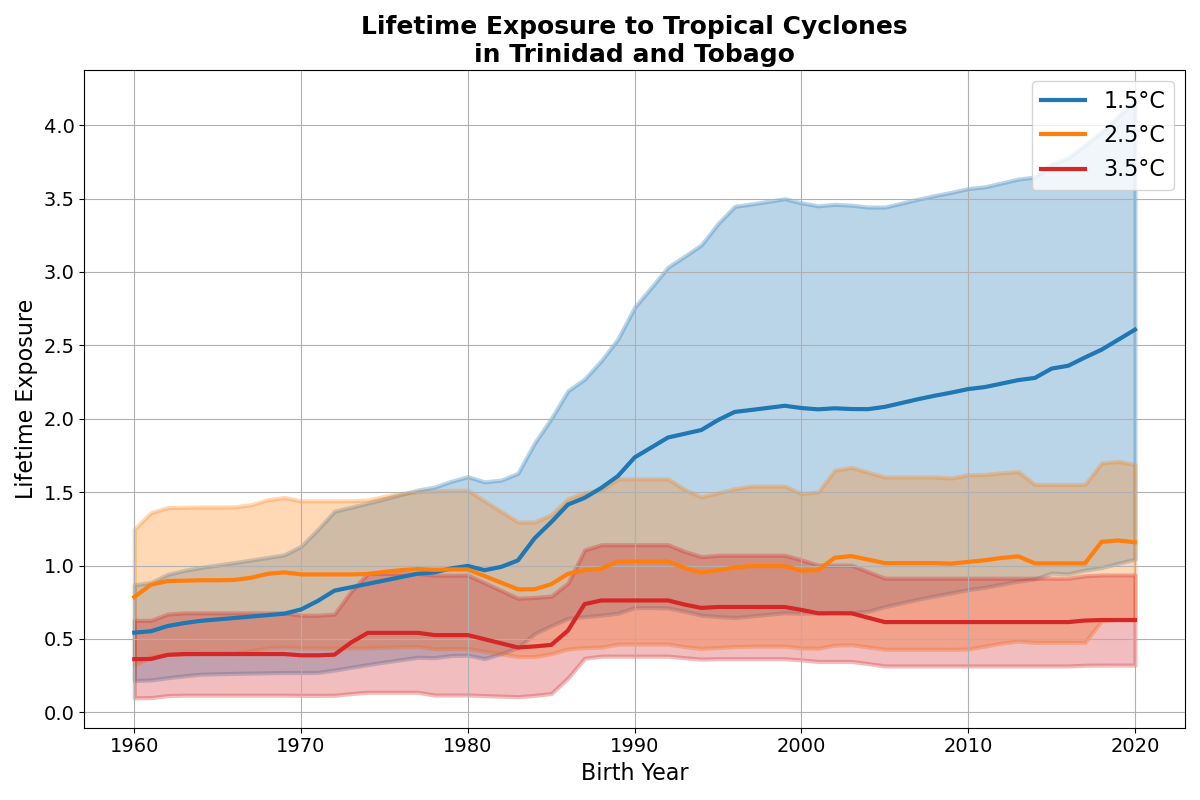 Lifetime Exposure to Tropical Cyclones
in Trinidad and Tobago
1.5°C
2.5°C
3.5°C
Lifetime Exposure
4.0
3.5
3.0
2.5
2.0
1.5
1.0
0.5
0.0
1960 1970 1980 1990 2000 2010 2020
Birth Year